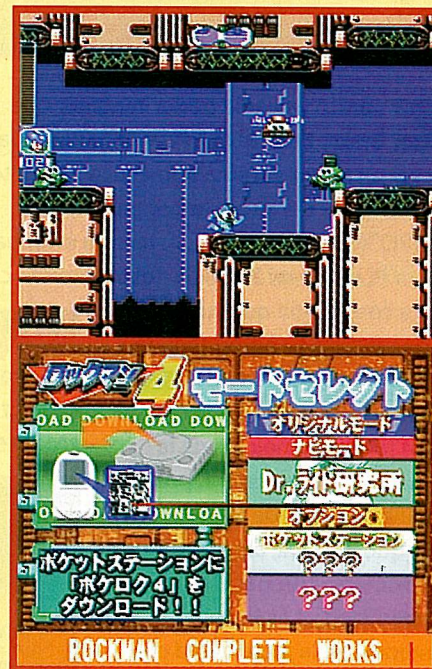 102
ロックマン4 モードセレクト
OAD DOWNLOAD DOW
オリジナルモード
ナビモード
Dr.ライト研究所
オプション
ポケットステーション
???
???
ポケットステーションに
「ポケロク4」を
ダウンロード!!
ROCKMAN COMPLETE WORKS